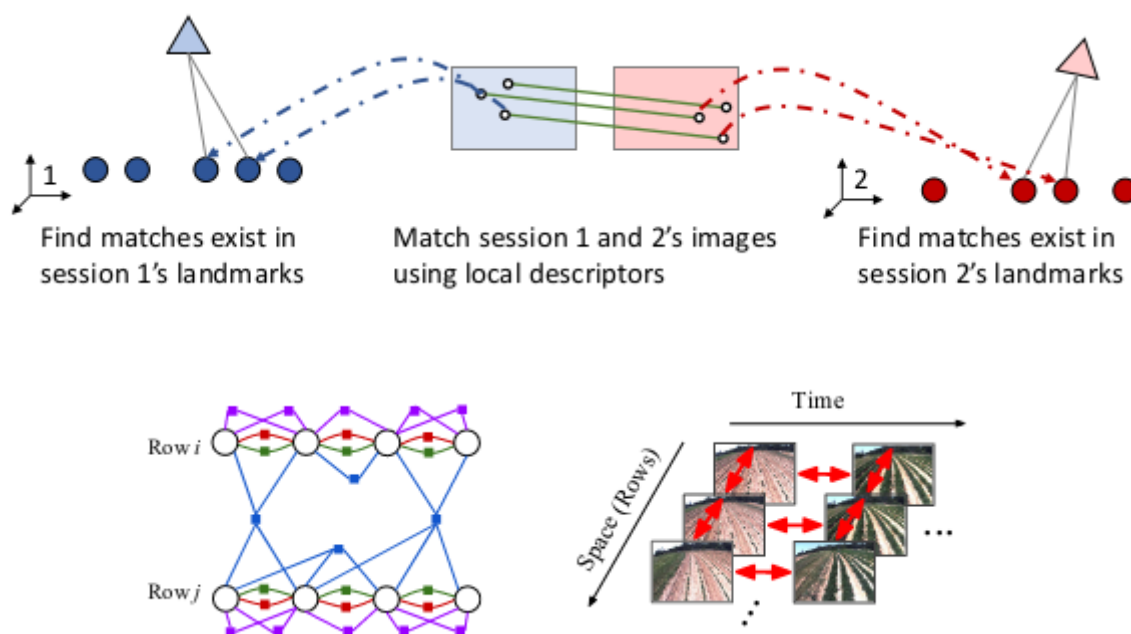 1
2
Find matches exist in
session 1's landmarks
Match session 1 and 2's images
using local descriptors
Find matches exist in
session 2's landmarks
Time
Row i
Space (Rows)
Row j